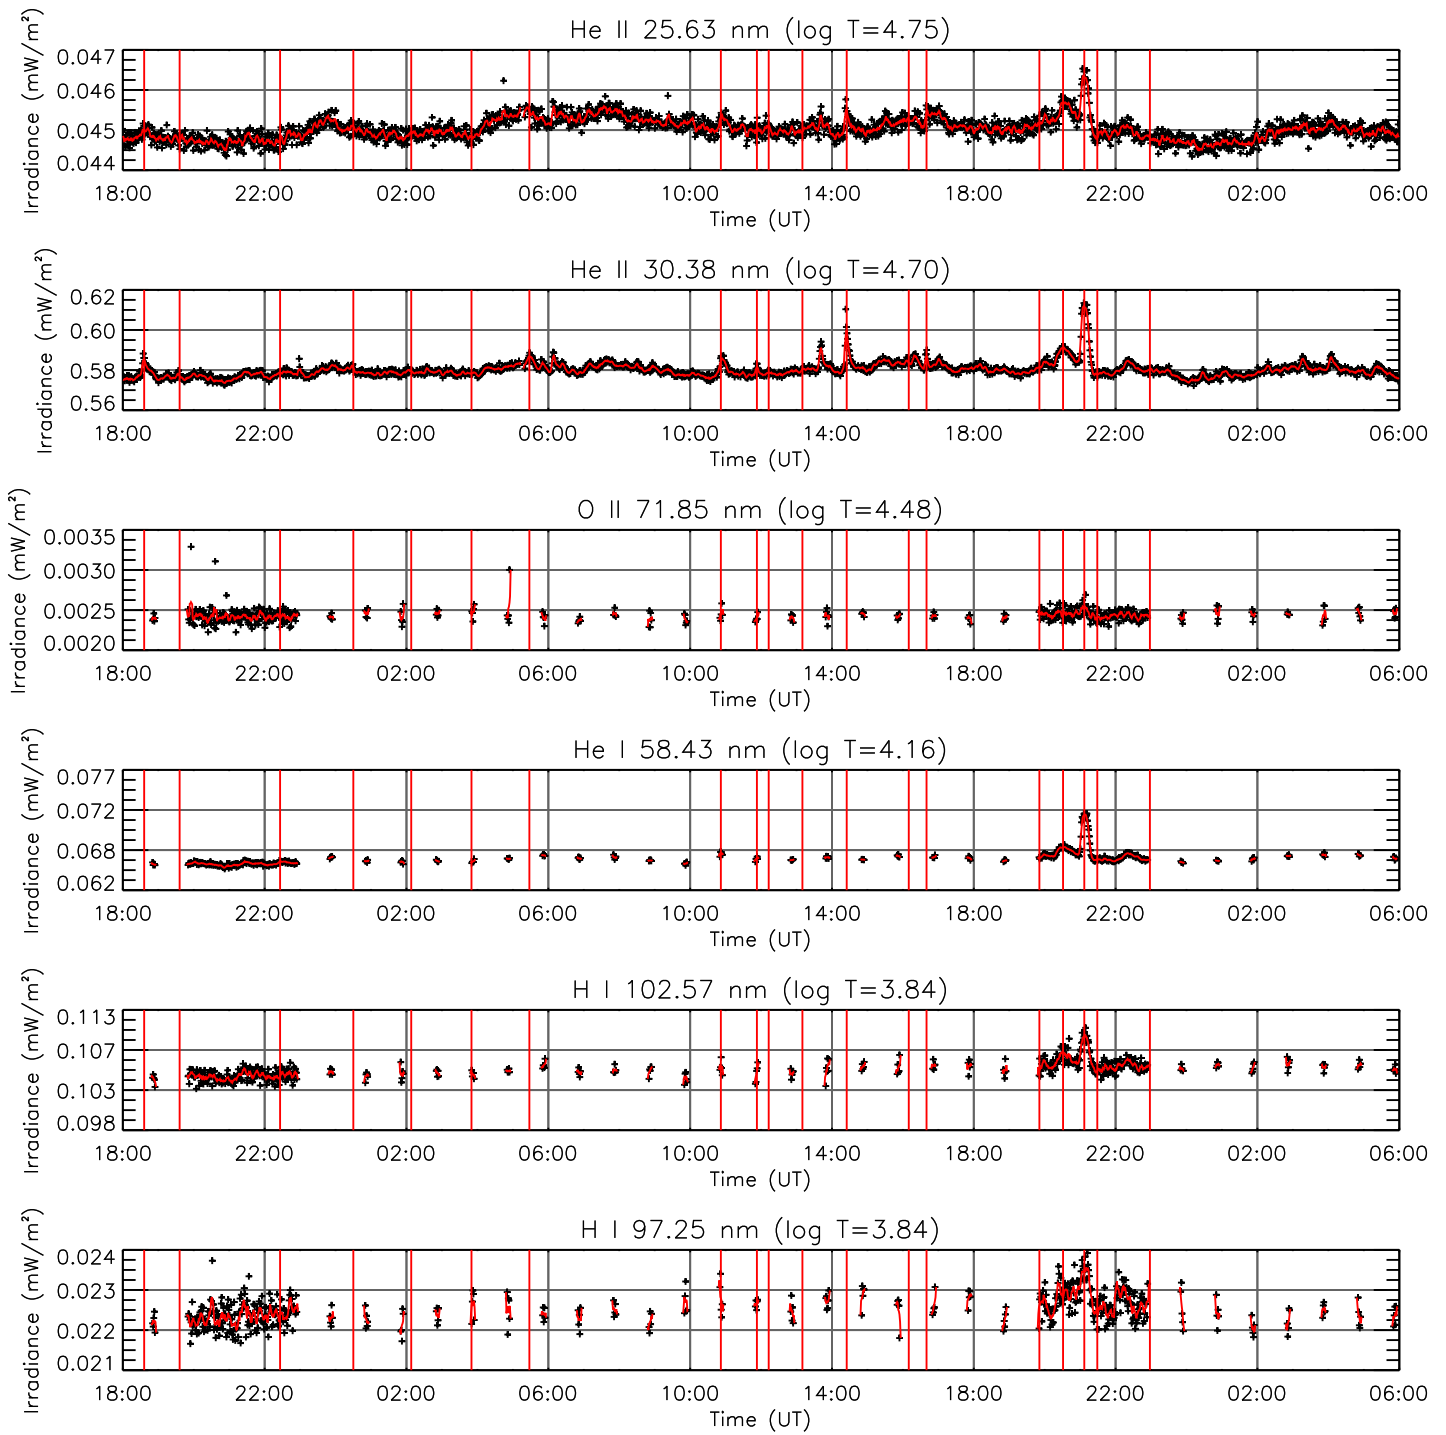 He II 25.63 nm (log T=4.75)
Irradiance (mW/m²)
0.047
0.046
0.045
0.044
18:00 22:00 02:00 06:00 10:00 14:00 18:00 22:00 02:00 06:00
Time (UT)
He II 30.38 nm (log T=4.70)
Irradiance (mW/m²)
0.62
0.60
0.58
0.56
18:00 22:00 02:00 06:00 10:00 14:00 18:00 22:00 02:00 06:00
Time (UT)
O II 71.85 nm (log T=4.48)
Irradiance (mW/m²)
0.0035
0.0030
0.0025
0.0020
18:00 22:00 02:00 06:00 10:00 14:00 18:00 22:00 02:00 06:00
Time (UT)
He I 58.43 nm (log T=4.16)
Irradiance (mW/m²)
0.077
0.072
0.068
0.062
18:00 22:00 02:00 06:00 10:00 14:00 18:00 22:00 02:00 06:00
Time (UT)
H I 102.57 nm (log T=3.84)
Irradiance (mW/m²)
0.113
0.107
0.103
0.098
18:00 22:00 02:00 06:00 10:00 14:00 18:00 22:00 02:00 06:00
Time (UT)
H I 97.25 nm (log T=3.84)
Irradiance (mW/m²)
0.024
0.023
0.022
0.021
18:00 22:00 02:00 06:00 10:00 14:00 18:00 22:00 02:00 06:00
Time (UT)